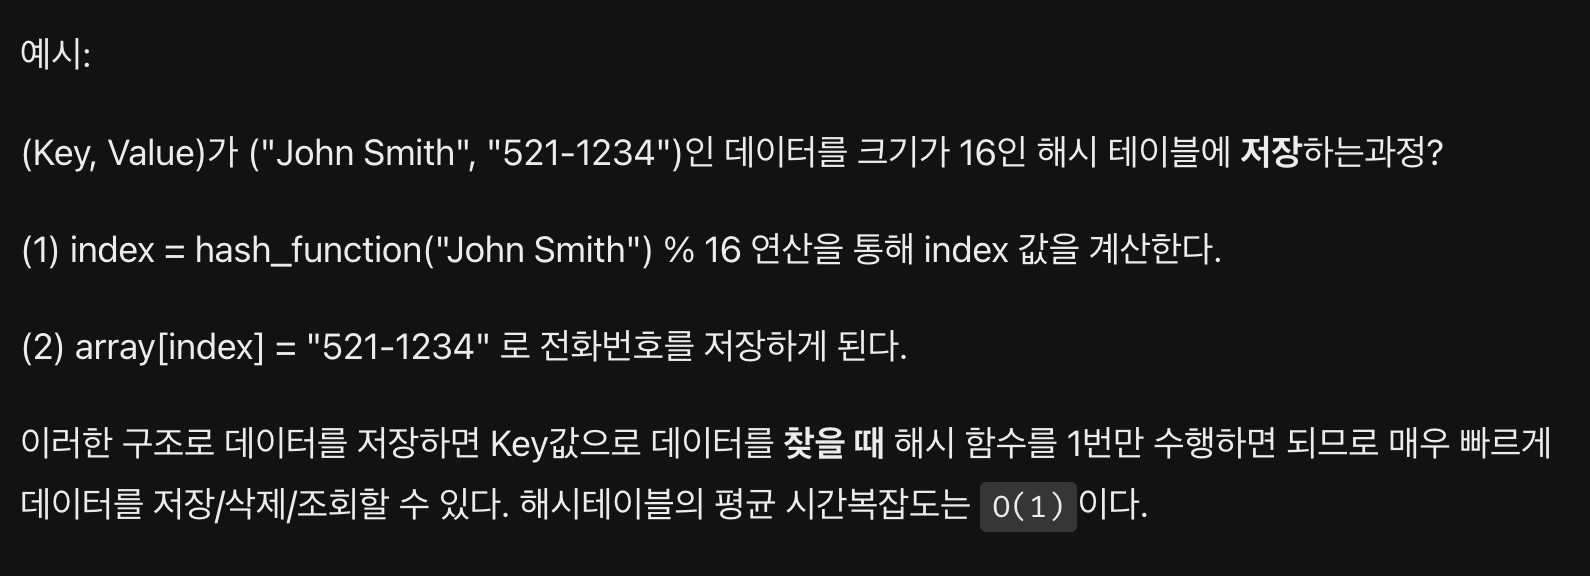 예시:
(Key, Value)가 ("John Smith", "521-1234")인 데이터를 크기가 16인 해시 테이블에 저장하는과정?
(1) index = hash_function("John Smith") % 16 연산을 통해 index 값을 계산한다.
(2) array[index] = "521-1234" 로 전화번호를 저장하게 된다.
이러한 구조로 데이터를 저장하면 Key값으로 데이터를 찾을 때 해시 함수를 1번만 수행하면 되므로 매우 빠르게
데이터를 저장/삭제/조회할 수 있다. 해시테이블의 평균 시간복잡도는 O(1)이다.